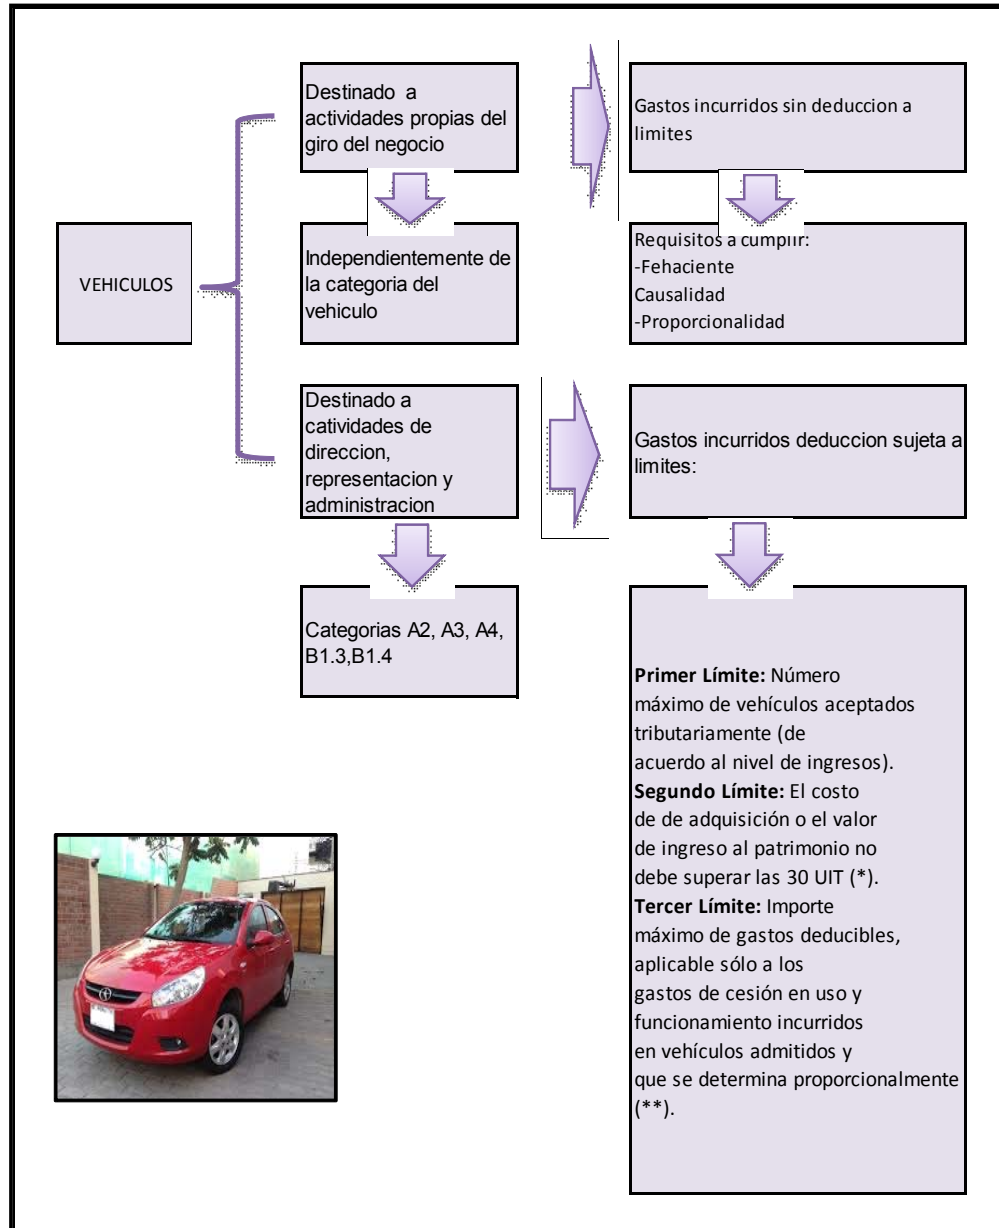 Destinado a
actividades propias del
giro del negocio
Gastos incurridos sin deduccion a
limites
VEHICULOS
Independientemente de
la categoria del
vehiculo
Requisitos a cumplir:
-Fehaciente
Causalidad
-Proporcionalidad
Destinado a
catividades de
direccion,
representacion y
administracion
Gastos incurridos deduccion sujeta a
limites:
Categorias A2, A3, A4,
B1.3,B1.4
Primer Límite: Número
máximo de vehículos aceptados
tributariamente (de
acuerdo al nivel de ingresos).
Segundo Límite: El costo
de de adquisición o el valor
de ingreso al patrimonio no
debe superar las 30 UIT (*).
Tercer Límite: Importe
máximo de gastos deducibles,
aplicable sólo a los
gastos de cesión en uso y
funcionamiento incurridos
en vehículos admitidos y
que se determina proporcionalmente
(**).